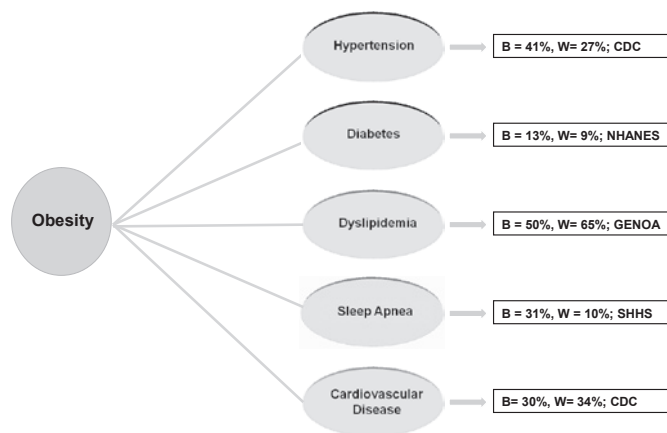 Hypertension
B = 41%, W= 27%; CDC
Diabetes
B = 13%, W= 9%; NHANES
Obesity
Dyslipidemia
B = 50%, W= 65%; GENOA
Sleep Apnea
B = 31%, W = 10%; SHHS
Cardiovascular
Disease
B= 30%, W= 34%; CDC